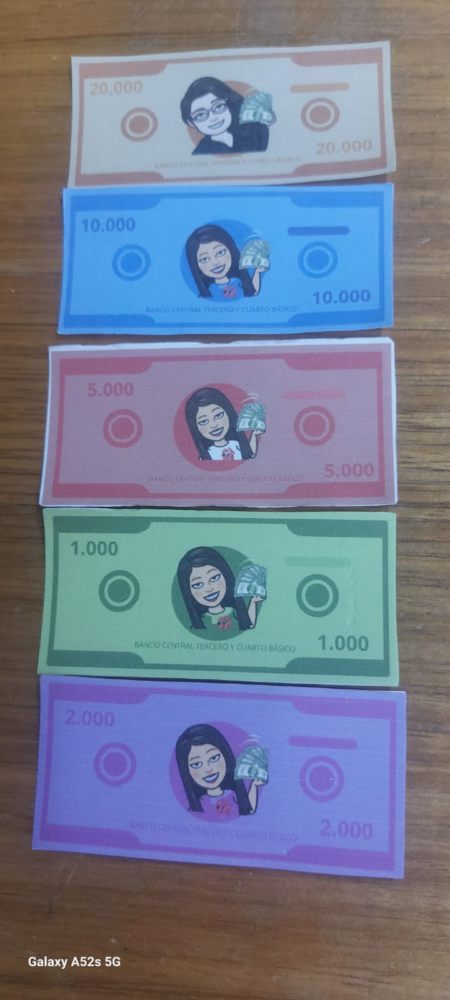 20.000
20.000
BANCO CENTRAL TERCERO Y CUARTO BÁSICO
10.000
10.000
BANCO CENTRAL TERCERO Y CUARTO BÁSICO
5.000
5.000
BANCO CENTRAL TERCERO Y CUARTO BÁSICO
1.000
1.000
BANCO CENTRAL TERCERO Y CUARTO BÁSICO
2.000
2.000
BANCO CENTRAL TERCERO Y CUARTO BÁSICO
Galaxy A52s 5G